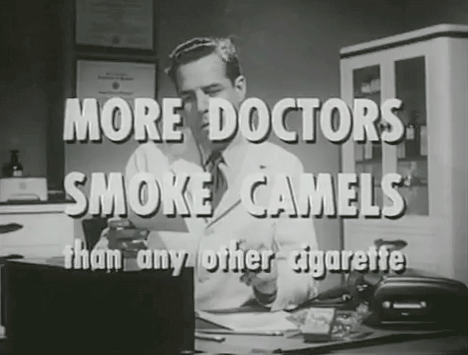 MORE DOCTORS
SMOKE CAMELS
than any other cigarette